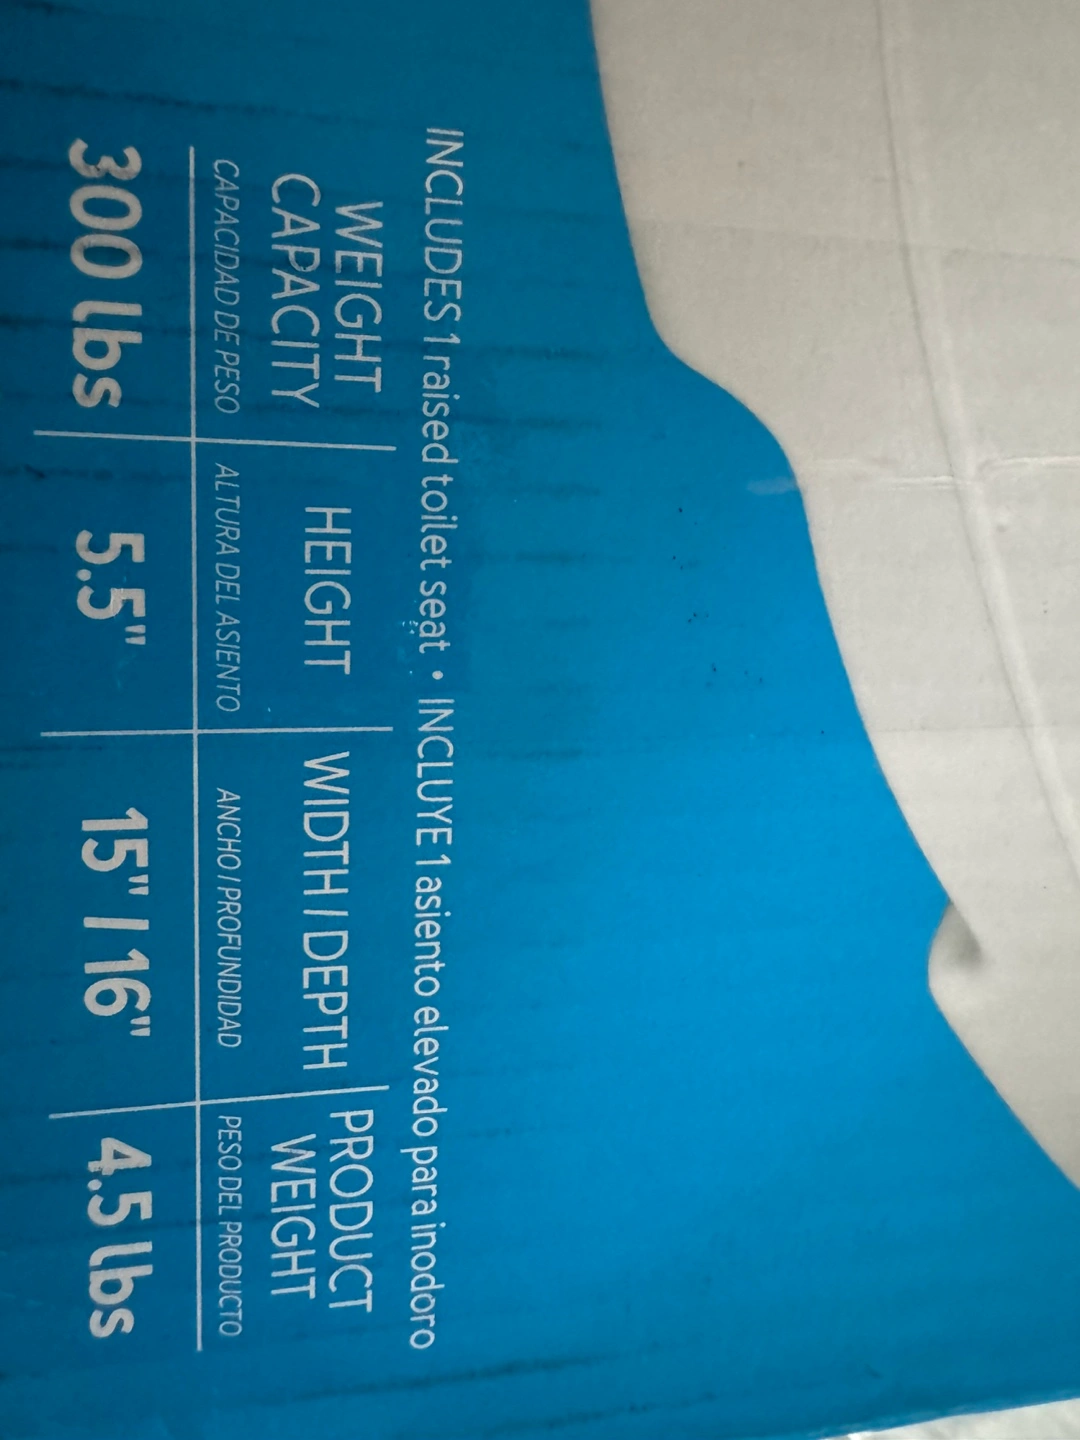 INCLUDES 1 raised toilet seat • INCLUYE 1 asiento elevado para inodoro
WEIGHT
CAPACITY
CAPACIDAD DE PESO
300 lbs
HEIGHT
ALTURA DEL ASIENTO
5.5"
WIDTH / DEPTH
ANCHO / PROFUNDIDAD
15" / 16"
PRODUCT
WEIGHT
PESO DEL PRODUCTO
4.5 lbs